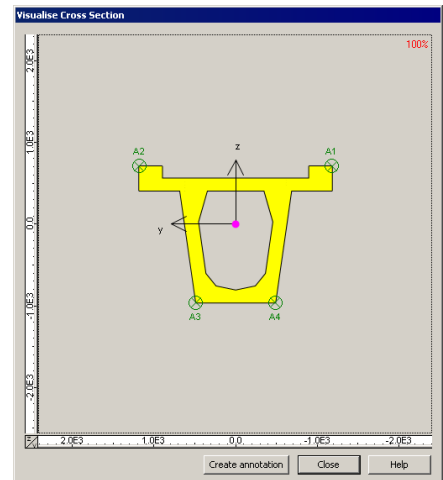 Visualise Cross Section
100%
2.0E3
1.0E3
0.0
-1.0E3
-2.0E3
A2
z
A1
y
A3
A4
2.0E3
1.0E3
0.0
-1.0E3
-2.0E3
Create annotation
Close
Help